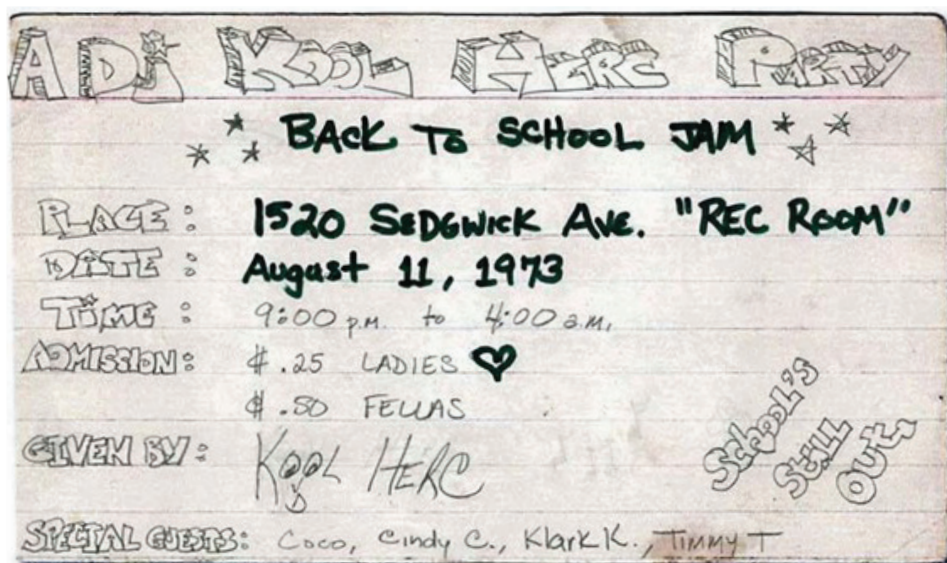 A DJ KOOL HERC PARTY
BACK TO SCHOOL JAM
PLACE: 1520 SEDGWICK AVE. "REC ROOM"
DATE: August 11, 1973
TIME: 9:00 p.m. to 4:00 a.m.
ADMISSION: $.25 LADIES ♥
$.50 FELLAS
GIVEN BY: KOOL HERC
SCHOOL'S
STILL
OUT.
SPECIAL GUESTS: Coco, Cindy C., Klark K., TIMMY T